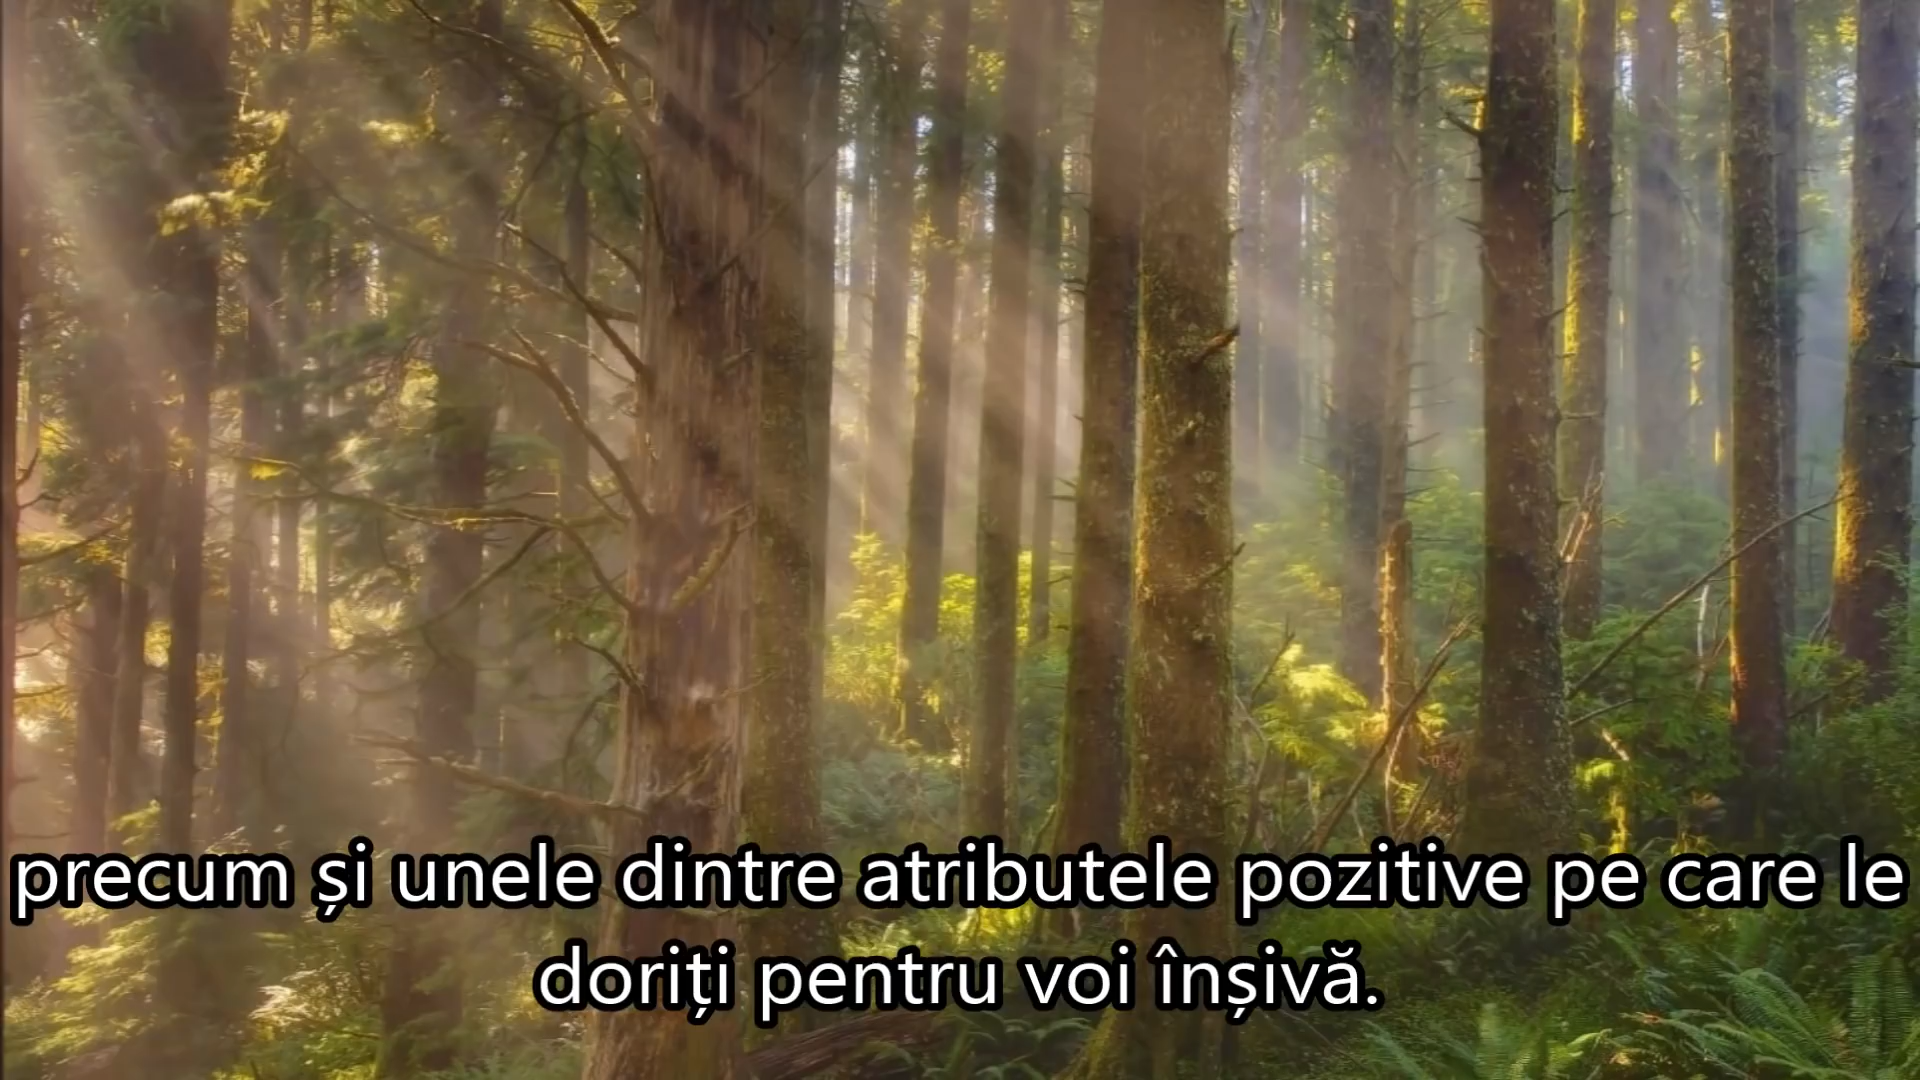 precum și unele dintre atributele pozitive pe care le
doriți pentru voi înșivă.